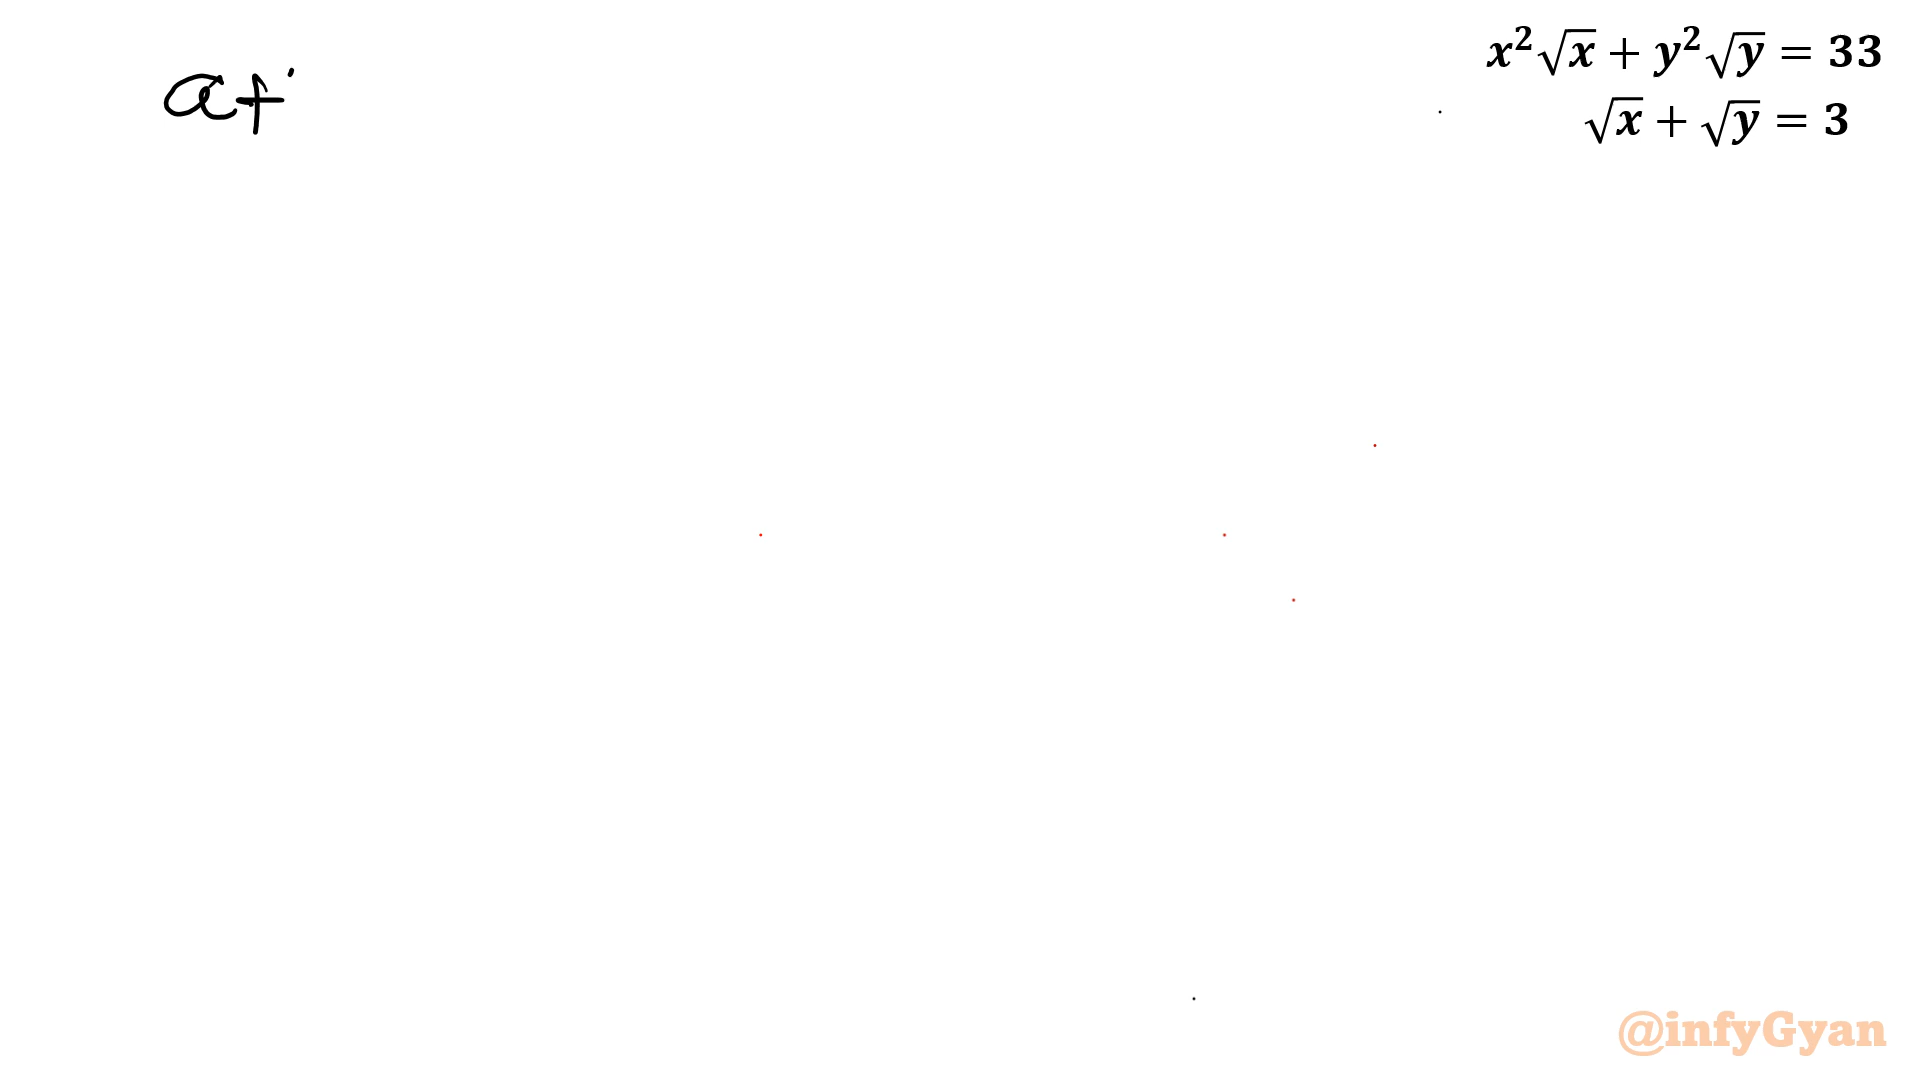 x²√x + y²√y = 33
a+
√x + √y = 3
@infyGyan